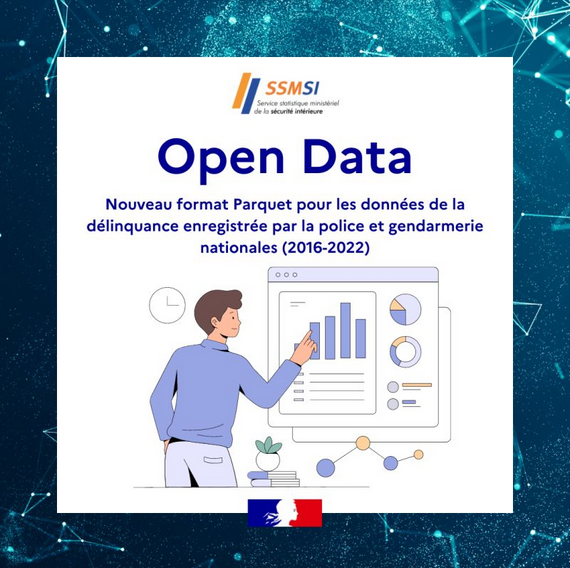 SSMSI
Service statistique ministériel
de la sécurité intérieure
Open Data
Nouveau format Parquet pour les données de la
délinquance enregistrée par la police et gendarmerie
nationales (2016-2022)